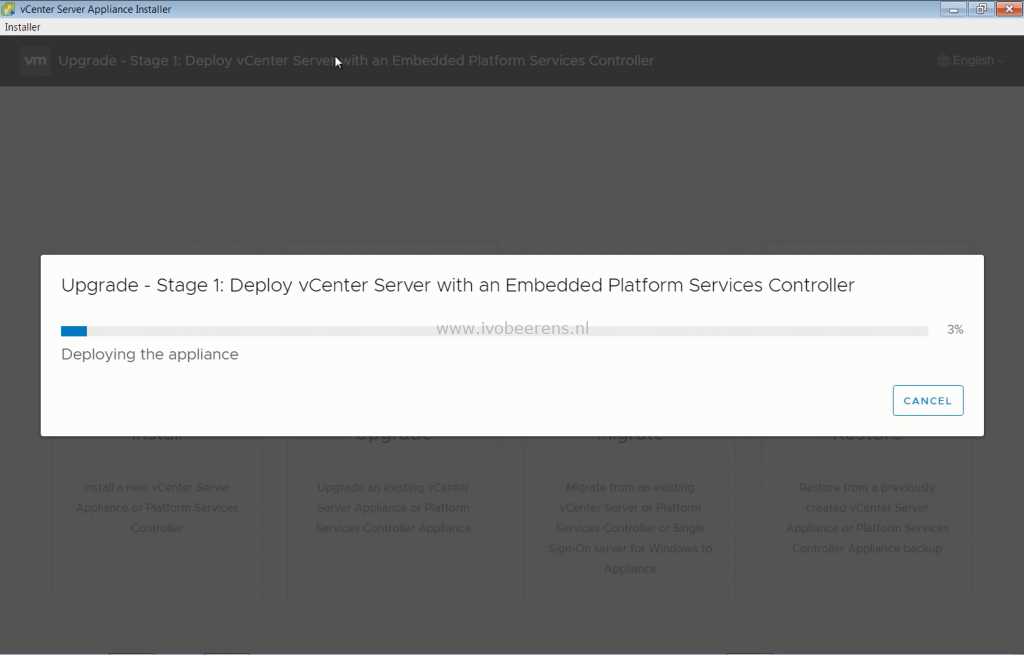 vCenter Server Appliance Installer
Installer
vm Upgrade - Stage 1: Deploy vCenter Server with an Embedded Platform Services Controller English
Upgrade - Stage 1: Deploy vCenter Server with an Embedded Platform Services Controller
www.ivobeerens.nl 3%
Deploying the appliance
CANCEL
Install Upgrade Migrate Restore
Install a new vCenter Server
Appliance or Platform Services
Controller
Upgrade an existing vCenter
Server Appliance or Platform
Services Controller Appliance
Migrate from an existing
vCenter Server or Platform
Services Controller or Single
Sign-On server for Windows to
Appliance
Restore from a previously
created vCenter Server
Appliance or Platform Services
Controller Appliance backup